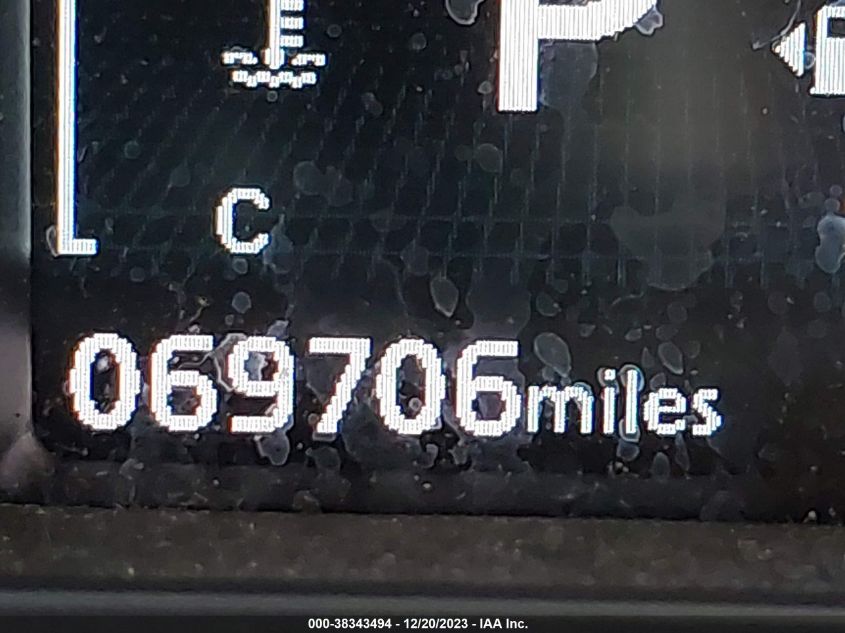 P
C
069706miles
000-38343494 - 12/20/2023 - IAA Inc.